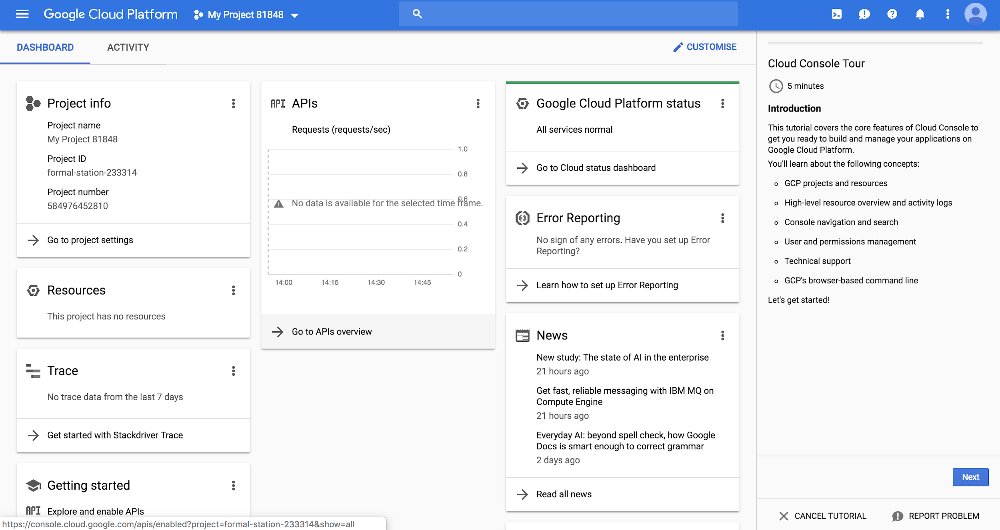 Google Cloud Platform
My Project 81848
DASHBOARD
ACTIVITY
CUSTOMISE
Project info
Project name
My Project 81848
Project ID
formal-station-233314
Project number
584976452810
Go to project settings
Resources
This project has no resources
Trace
No trace data from the last 7 days
Get started with Stackdriver Trace
Getting started
API
Explore and enable APIs
https://console.cloud.google.com/apis/enabled?project=formal-station-233314&show=all
API
APIs
Requests (requests/sec)
1.0
0.8
0.6
No data is available for the selected time frame.
0.4
0.2
0
14:00
14:15
14:30
14:45
Go to APIs overview
Google Cloud Platform status
All services normal
Go to Cloud status dashboard
Error Reporting
No sign of any errors. Have you set up Error
Reporting?
Learn how to set up Error Reporting
News
New study: The state of AI in the enterprise
21 hours ago
Get fast, reliable messaging with IBM MQ on
Compute Engine
21 hours ago
Everyday AI: beyond spell check, how Google
Docs is smart enough to correct grammar
2 days ago
Read all news
Cloud Console Tour
5 minutes
Introduction
This tutorial covers the core features of Cloud Console to
get you ready to build and manage your applications on
Google Cloud Platform.
You'll learn about the following concepts:
GCP projects and resources
High-level resource overview and activity logs
Console navigation and search
User and permissions management
Technical support
GCP's browser-based command line
Let's get started!
Next
CANCEL TUTORIAL
REPORT PROBLEM